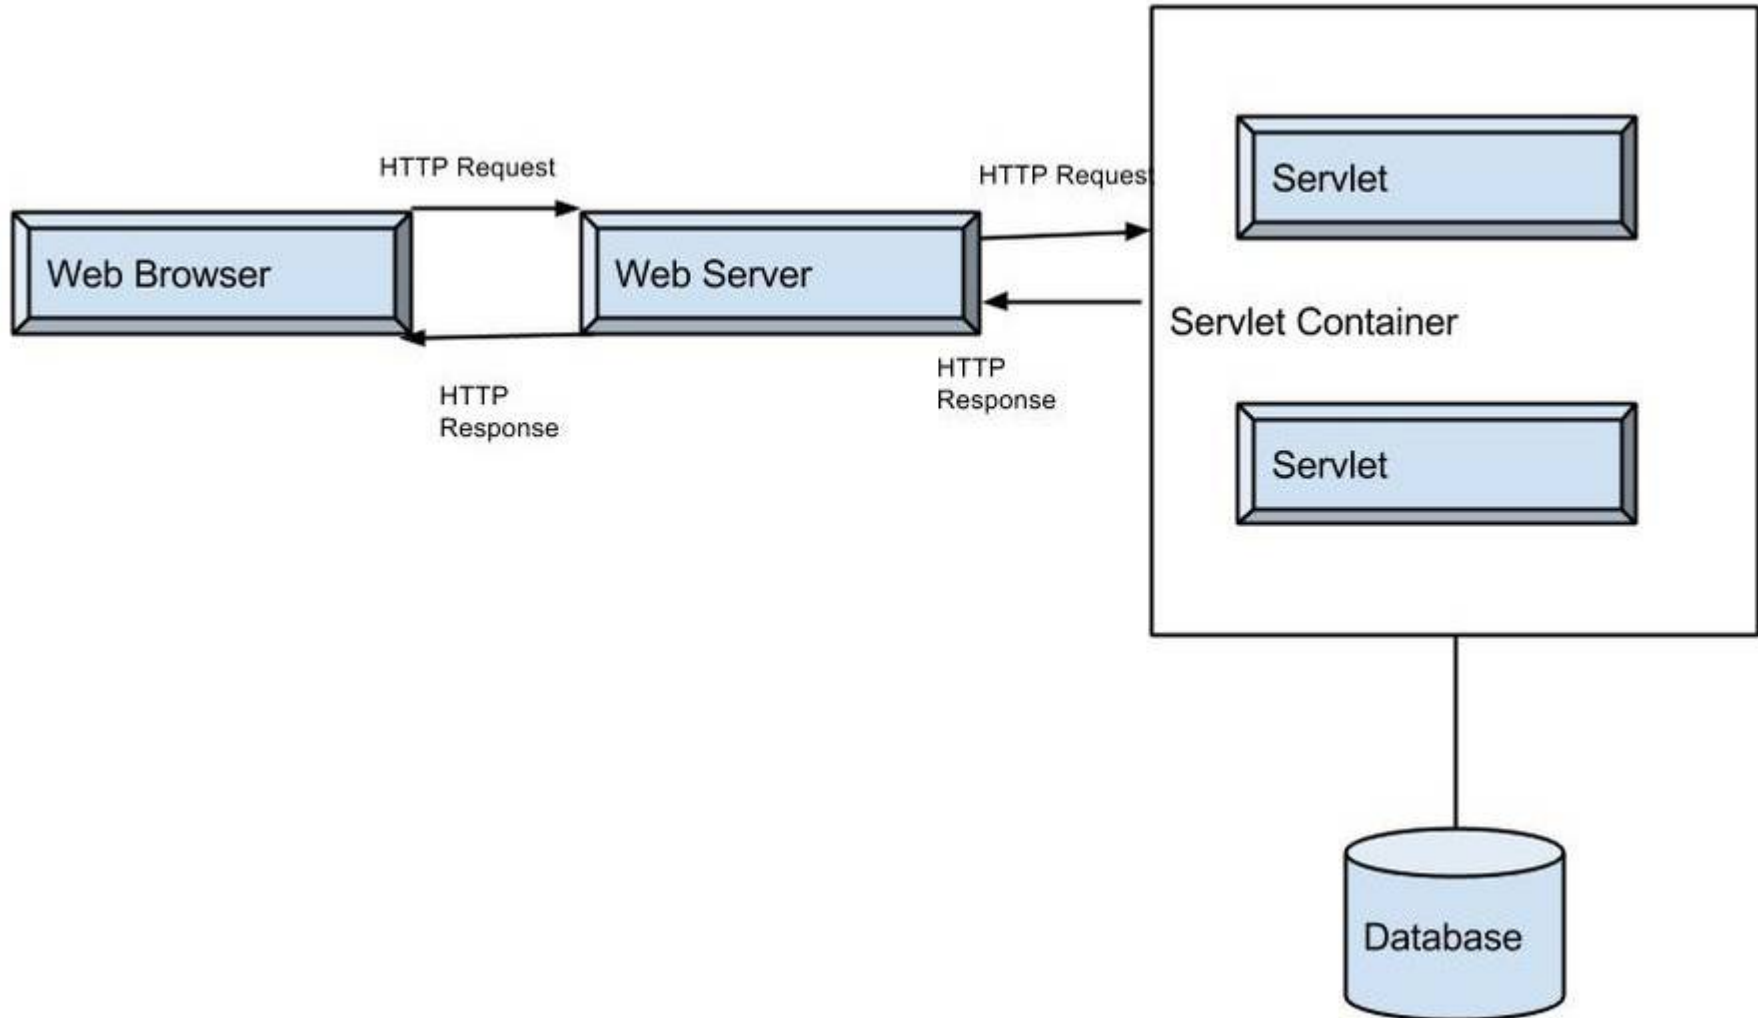 HTTP Request
HTTP Request
Servlet
Web Browser
Web Server
Servlet Container
HTTP
Response
HTTP
Response
Servlet
Database